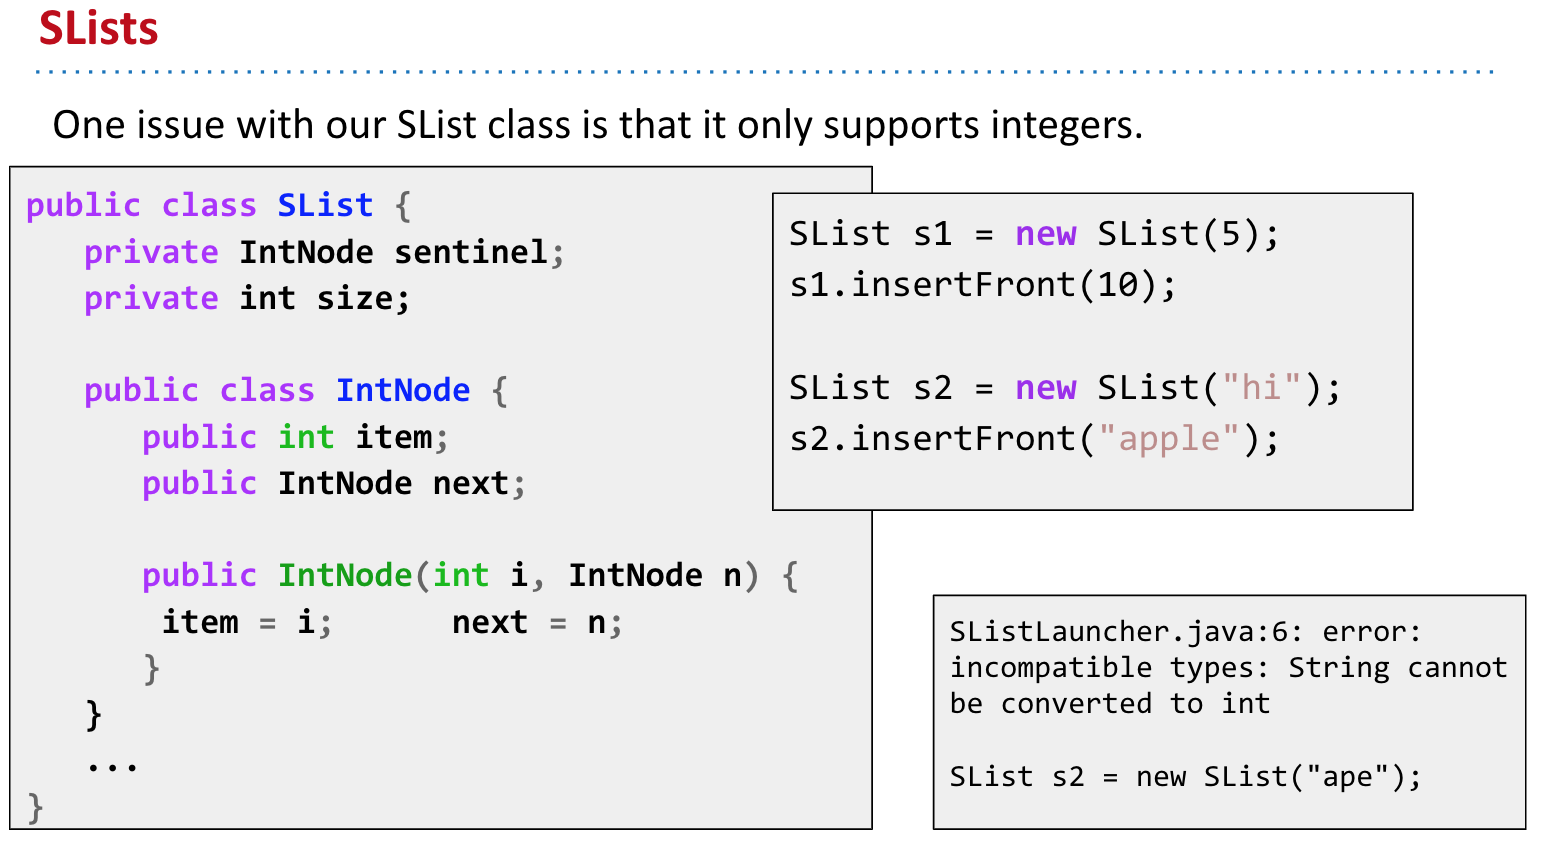 SLists
One issue with our SList class is that it only supports integers.
public class SList {
private IntNode sentinel;
private int size;
public class IntNode {
public int item;
public IntNode next;
public IntNode(int i, IntNode n) {
item = i;      next = n;
}
}
...
}
SList s1 = new SList(5);
s1.insertFront(10);
SList s2 = new SList("hi");
s2.insertFront("apple");
SListLauncher.java:6: error:
incompatible types: String cannot
be converted to int
SList s2 = new SList("ape");